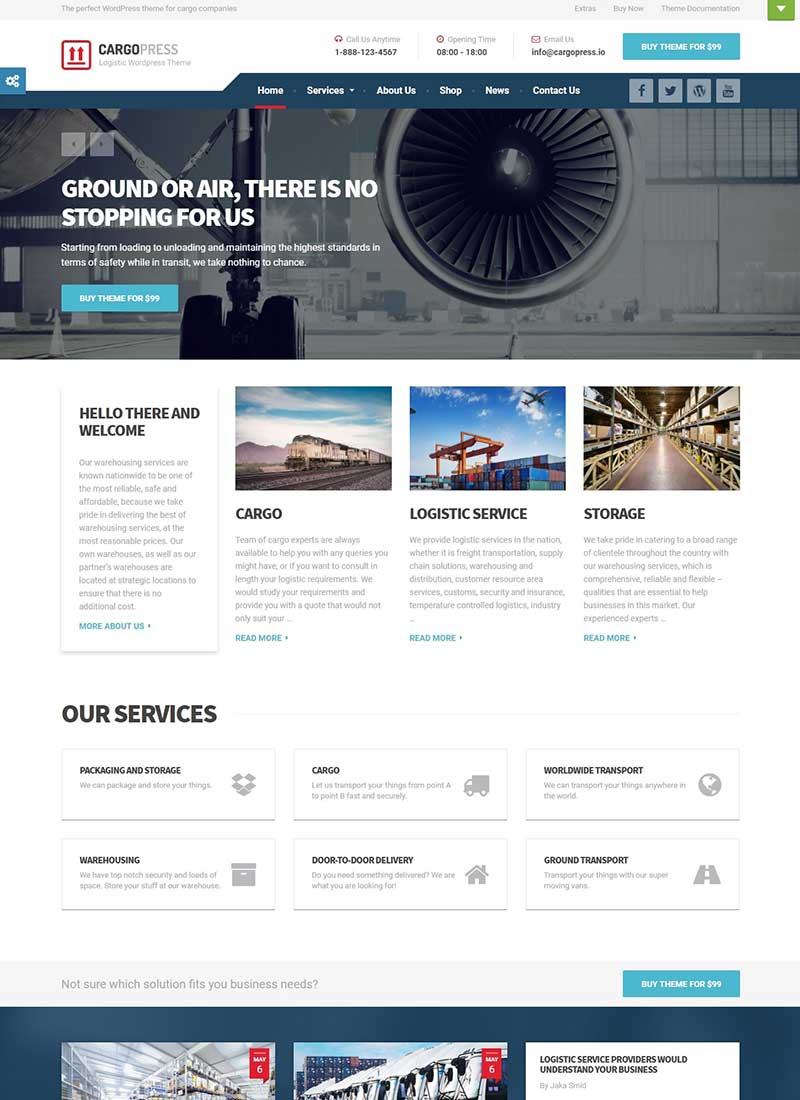 The perfect WordPress theme for cargo companies
Extras Buy Now Theme Documentation
CARGOPRESS
Logistic Wordpress Theme
Call Us Anytime
1-888-123-4567
Opening Time
08:00 - 18:00
Email Us
info@cargopress.io
BUY THEME FOR $99
Home Services About Us Shop News Contact Us
GROUND OR AIR, THERE IS NO
STOPPING FOR US
Starting from loading to unloading and maintaining the highest standards in
terms of safety while in transit, we take nothing to chance.
BUY THEME FOR $99
HELLO THERE AND
WELCOME
Our warehousing services are
known nationwide to be one of
the most reliable, safe and
affordable, because we take
pride in delivering the best of
warehousing services, at the
most reasonable prices. Our
own warehouses, as well as our
partner's warehouses are
located at strategic locations to
ensure that there is no
additional cost.
MORE ABOUT US
CARGO
Team of cargo experts are always
available to help you with any queries you
might have, or if you want to consult in
length your logistic requirements. We
would study your requirements and
provide you with a quote that would not
only suit your ...
READ MORE
LOGISTIC SERVICE
We provide logistic services in the nation,
whether it is freight transportation, supply
chain solutions, warehousing and
distribution, customer resource area
services, customs, security and insurance,
temperature controlled logistics, industry
...
READ MORE
STORAGE
We take pride in catering to a broad range
of clientele throughout the country with
our warehousing services, which is
comprehensive, reliable and flexible –
qualities that are essential to help
businesses in this market. Our
experienced experts ...
READ MORE
OUR SERVICES
PACKAGING AND STORAGE
We can package and store your things.
CARGO
Let us transport your things from point A
to point B fast and securely.
WORLDWIDE TRANSPORT
We can transport your things anywhere in
the world.
WAREHOUSING
We have top notch security and loads of
space. Store your stuff at our warehouse.
DOOR-TO-DOOR DELIVERY
Do you need something delivered? We are
what you are looking for!
GROUND TRANSPORT
Transport your things with our super
moving vans.
Not sure which solution fits you business needs?
BUY THEME FOR $99
MAY
6
MAY
6
LOGISTIC SERVICE PROVIDERS WOULD
UNDERSTAND YOUR BUSINESS
By Jaka Smid